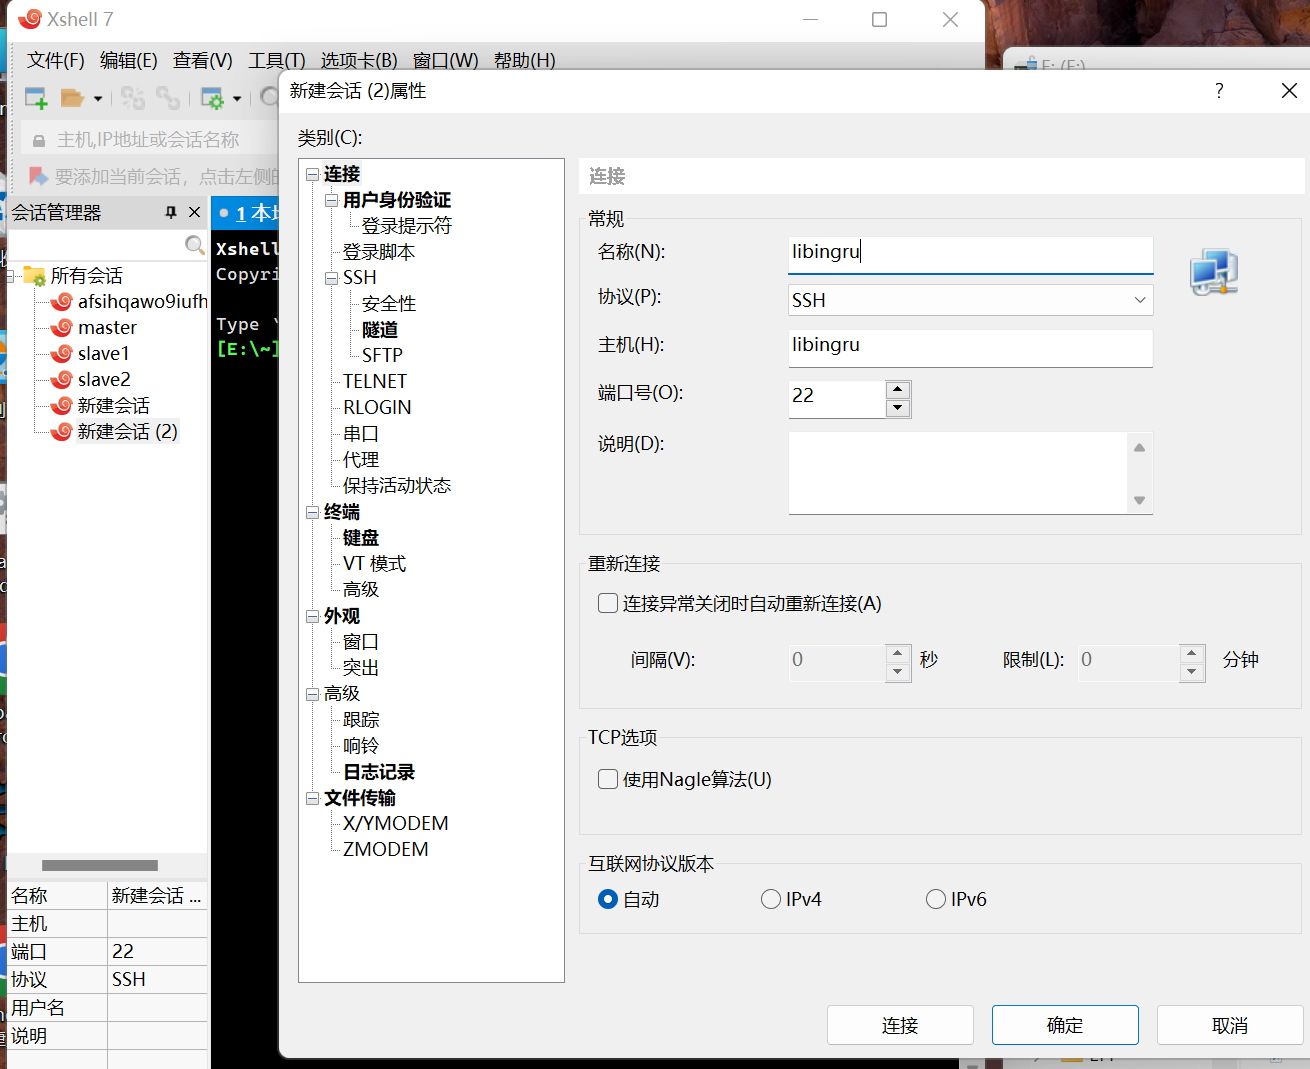 Xshell 7
文件(F) 编辑(E) 查看(V) 工具(T) 选项卡(B) 窗口(W) 帮助(H)
主机,IP地址或会话名称
要添加当前会话，点击左侧的
会话管理器
所有会话
afsihqawo9iufh
master
slave1
slave2
新建会话
新建会话 (2)
名称 新建会话 ...
主机
端口 22
协议 SSH
用户名
说明
1 本地
Xshell
Copyri
Type `
[E:\~]
E: (E:)
新建会话 (2)属性
?
类别(C):
连接
用户身份验证
登录提示符
登录脚本
SSH
安全性
隧道
SFTP
TELNET
RLOGIN
串口
代理
保持活动状态
终端
键盘
VT 模式
高级
外观
窗口
突出
高级
跟踪
响铃
日志记录
文件传输
X/YMODEM
ZMODEM
连接
常规
名称(N): libingru
协议(P): SSH
主机(H): libingru
端口号(O): 22
说明(D):
重新连接
连接异常关闭时自动重新连接(A)
间隔(V): 0 秒 限制(L): 0 分钟
TCP选项
使用Nagle算法(U)
互联网协议版本
自动 IPv4 IPv6
连接 确定 取消